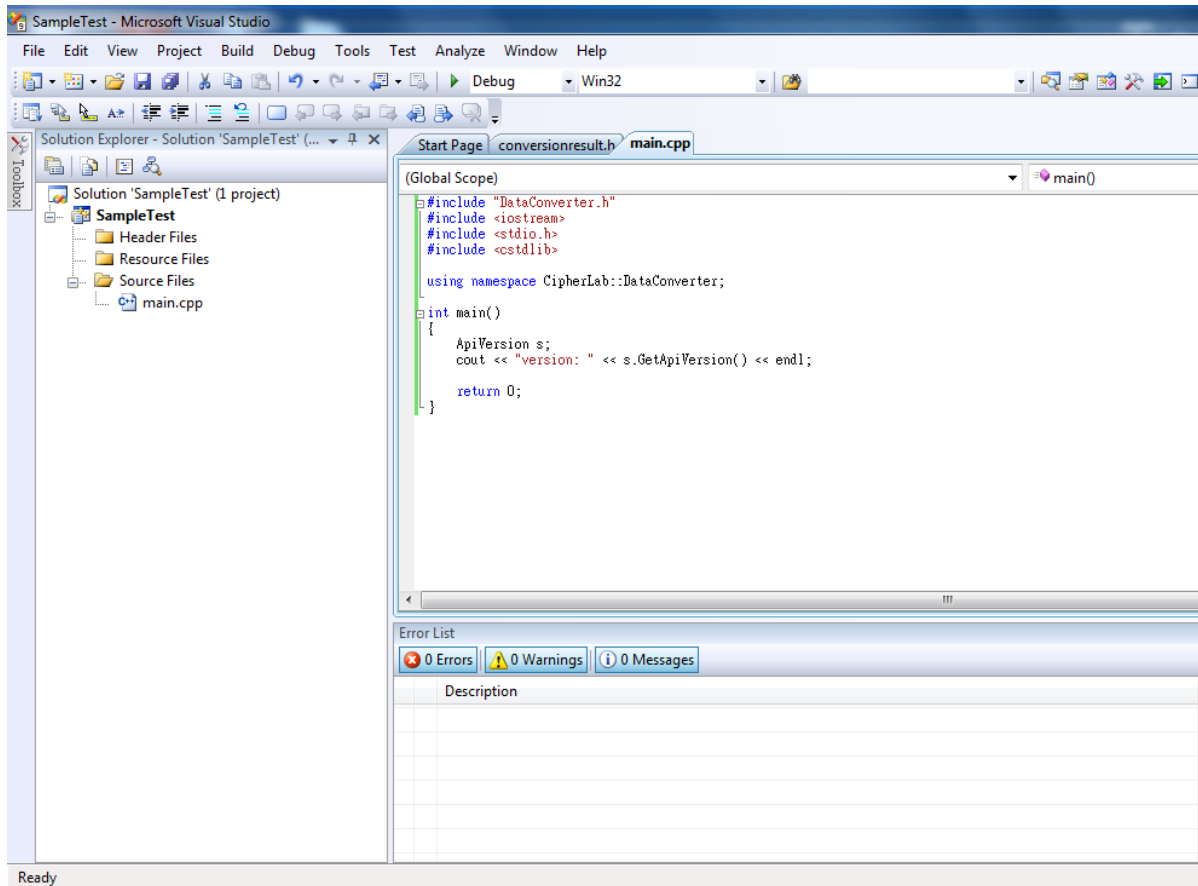 SampleTest - Microsoft Visual Studio
File Edit View Project Build Debug Tools Test Analyze Window Help
Debug Win32
Solution Explorer - Solution 'SampleTest' (...
Toolbox
Solution 'SampleTest' (1 project)
SampleTest
Header Files
Resource Files
Source Files
main.cpp
Start Page conversionresult.h main.cpp
(Global Scope) main()
#include "DataConverter.h"
#include <iostream>
#include <stdio.h>
#include <cstdlib>
using namespace CipherLab::DataConverter;
int main()
{
ApiVersion s;
cout << "version: " << s.GetApiVersion() << endl;
return 0;
}
Error List
0 Errors 0 Warnings 0 Messages
Description
Ready